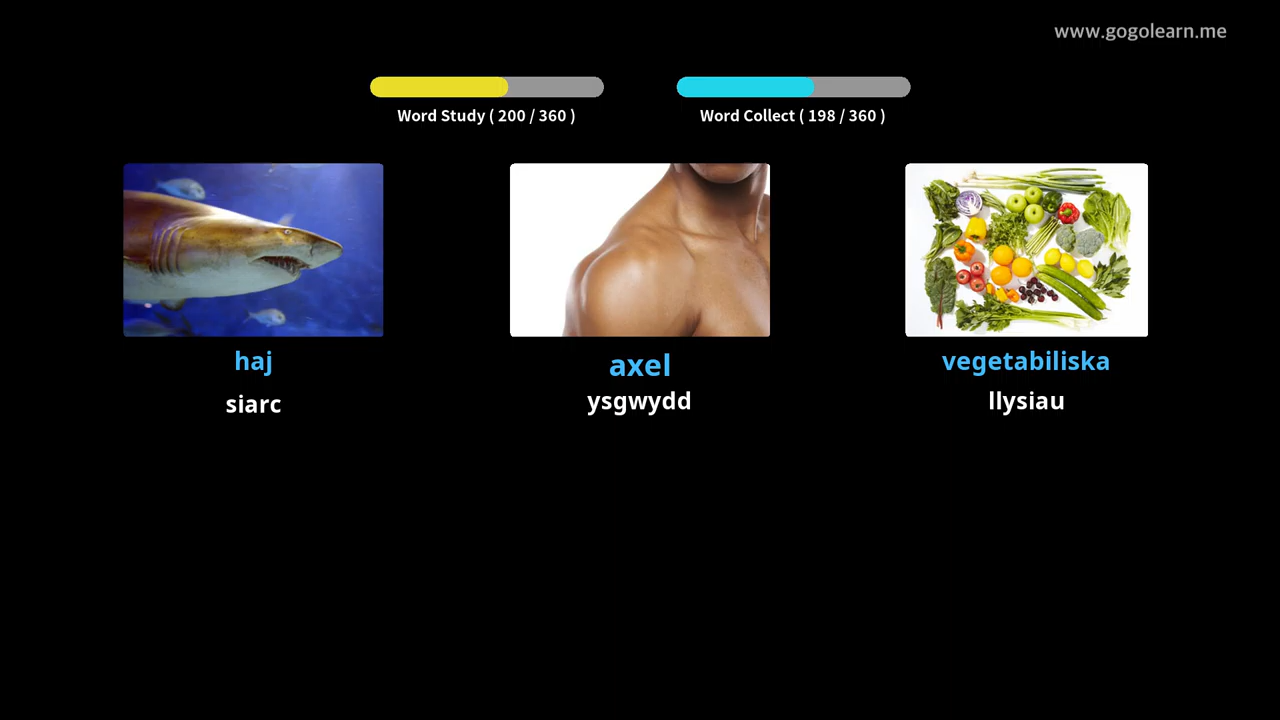 www.gogolearn.me
Word Study ( 200 / 360 )
Word Collect ( 198 / 360 )
haj
axel
vegetabiliska
siarc
ysgwydd
llysiau